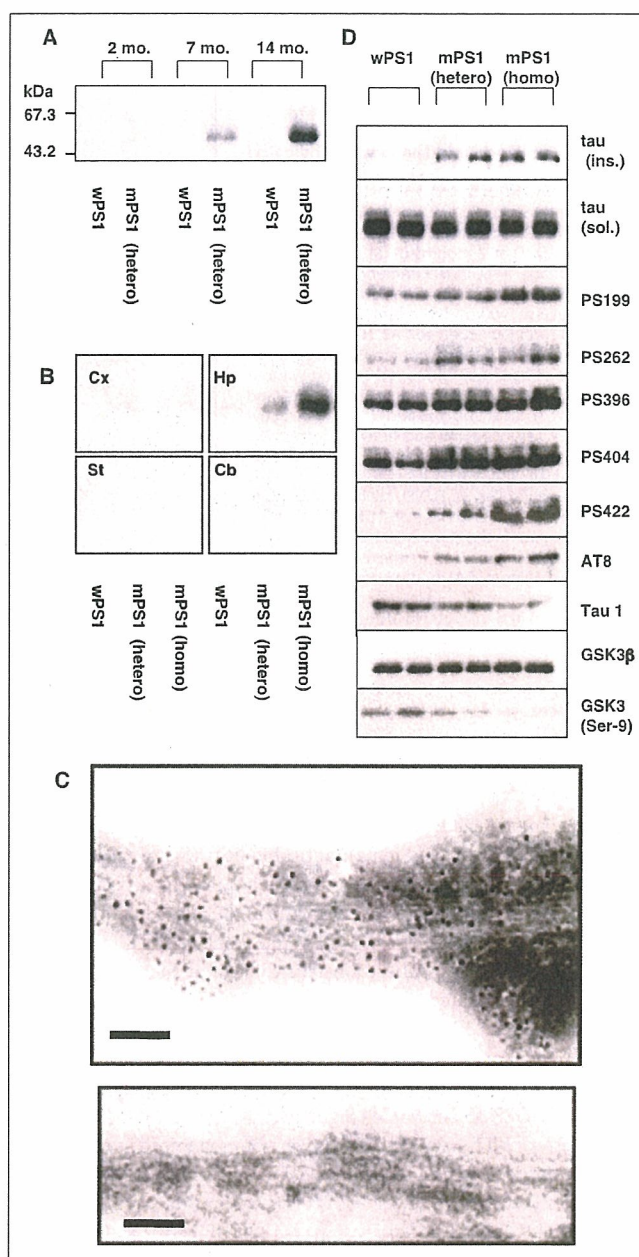 A
2 mo. 7 mo. 14 mo.
kDa
67.3
43.2
wPS1
mPS1 (hetero)
wPS1
mPS1 (hetero)
wPS1
mPS1 (hetero)
B
Cx Hp
St Cb
wPS1
mPS1 (hetero)
mPS1 (homo)
wPS1
mPS1 (hetero)
mPS1 (homo)
D
wPS1 mPS1 (hetero) mPS1 (homo)
tau
(ins.)
tau
(sol.)
PS199
PS262
PS396
PS404
PS422
AT8
Tau 1
GSK3β
GSK3
(Ser-9)
C